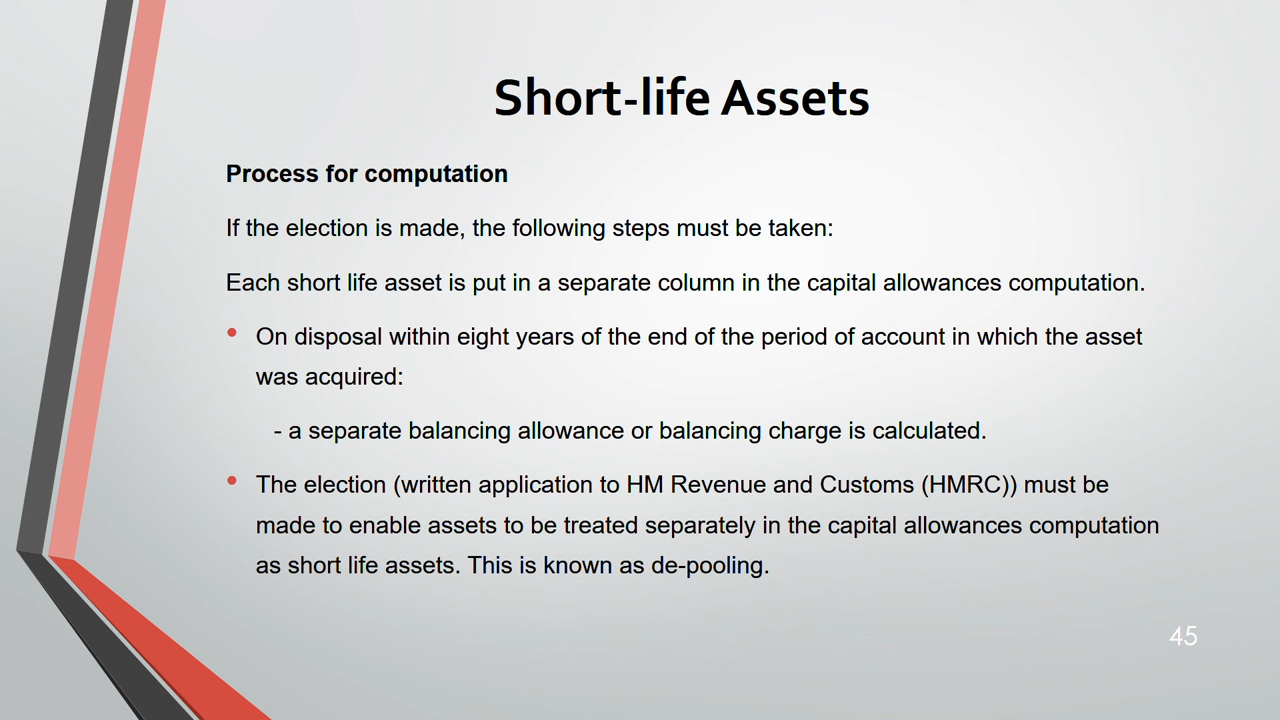 Short-life Assets
Process for computation
If the election is made, the following steps must be taken:
Each short life asset is put in a separate column in the capital allowances computation.
• On disposal within eight years of the end of the period of account in which the asset
was acquired:
- a separate balancing allowance or balancing charge is calculated.
• The election (written application to HM Revenue and Customs (HMRC)) must be
made to enable assets to be treated separately in the capital allowances computation
as short life assets. This is known as de-pooling.
45